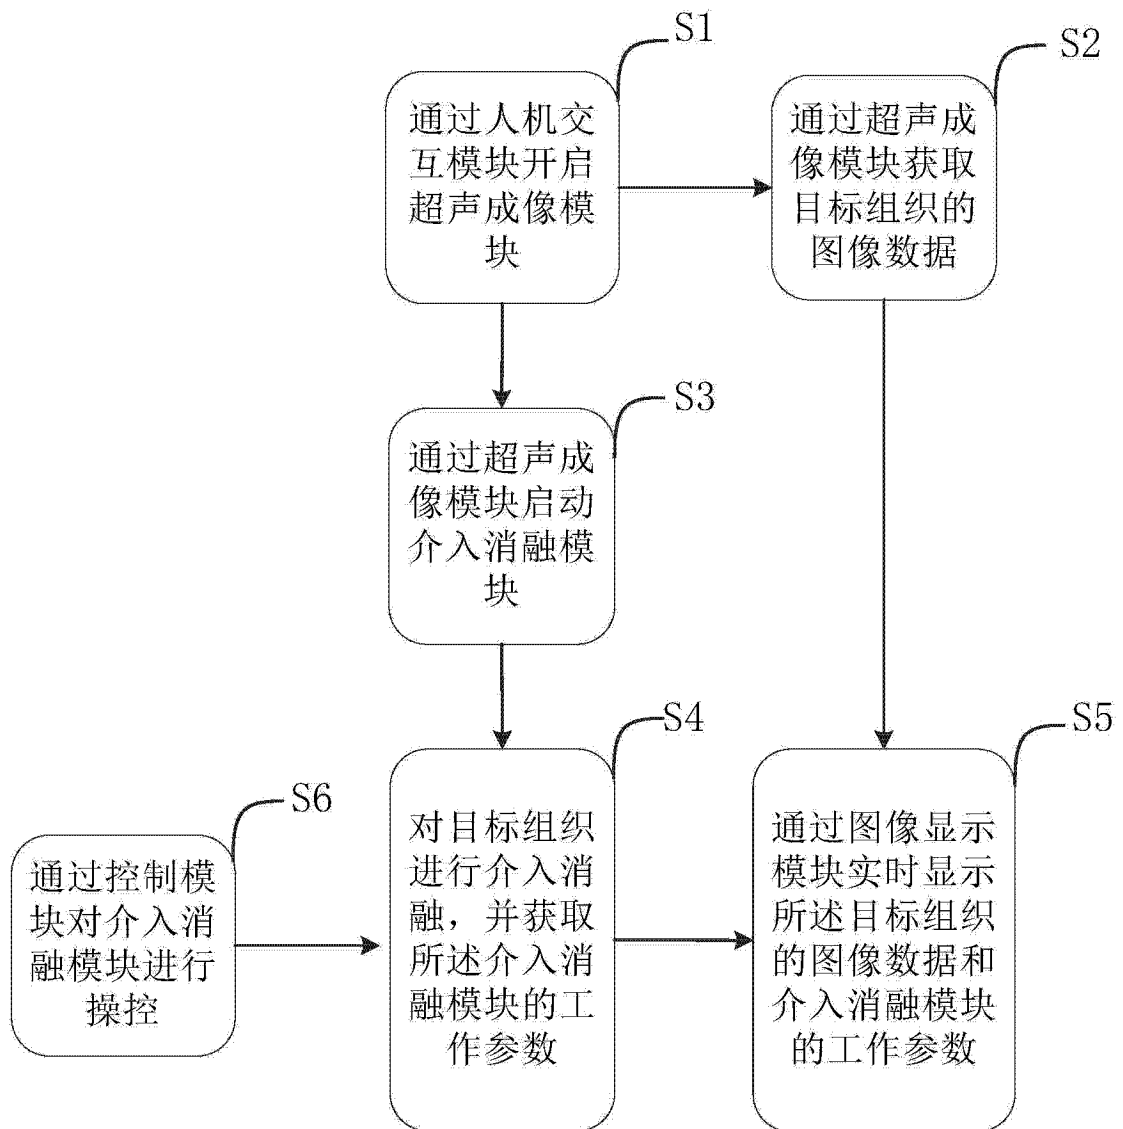 S1
通过人机交
互模块开启
超声成像模
块
S2
通过超声成
像模块获取
目标组织的
图像数据
S3
通过超声成
像模块启动
介入消融模
块
S4
对目标组织
进行介入消
融，并获取
所述介入消
融模块的工
作参数
S5
通过图像显示
模块实时显示
所述目标组织
的图像数据和
介入消融模块
的工作参数
S6
通过控制模
块对介入消
融模块进行
操控